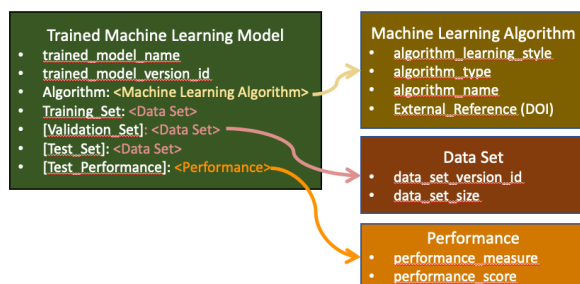 Trained Machine Learning Model
• trained_model_name
• trained_model_version_id
• Algorithm: <Machine Learning Algorithm>
• Training_Set: <Data Set>
• [Validation_Set]: <Data Set>
• [Test_Set]: <Data Set>
• [Test_Performance]: <Performance>
Machine Learning Algorithm
• algorithm_learning_style
• algorithm_type
• algorithm_name
• External_Reference (DOI)
Data Set
• data_set_version_id
• data_set_size
Performance
• performance_measure
• performance_score